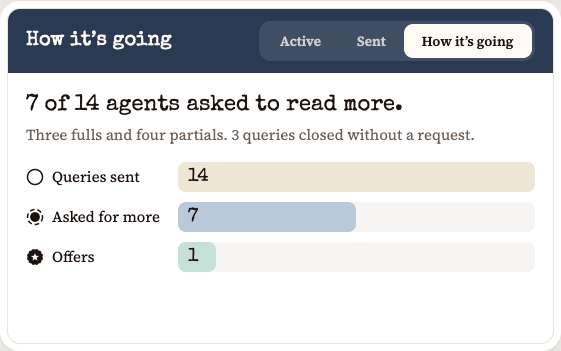 How it’s going
Active Sent How it’s going
7 of 14 agents asked to read more.
Three fulls and four partials. 3 queries closed without a request.
Queries sent 14
Asked for more 7
Offers 1